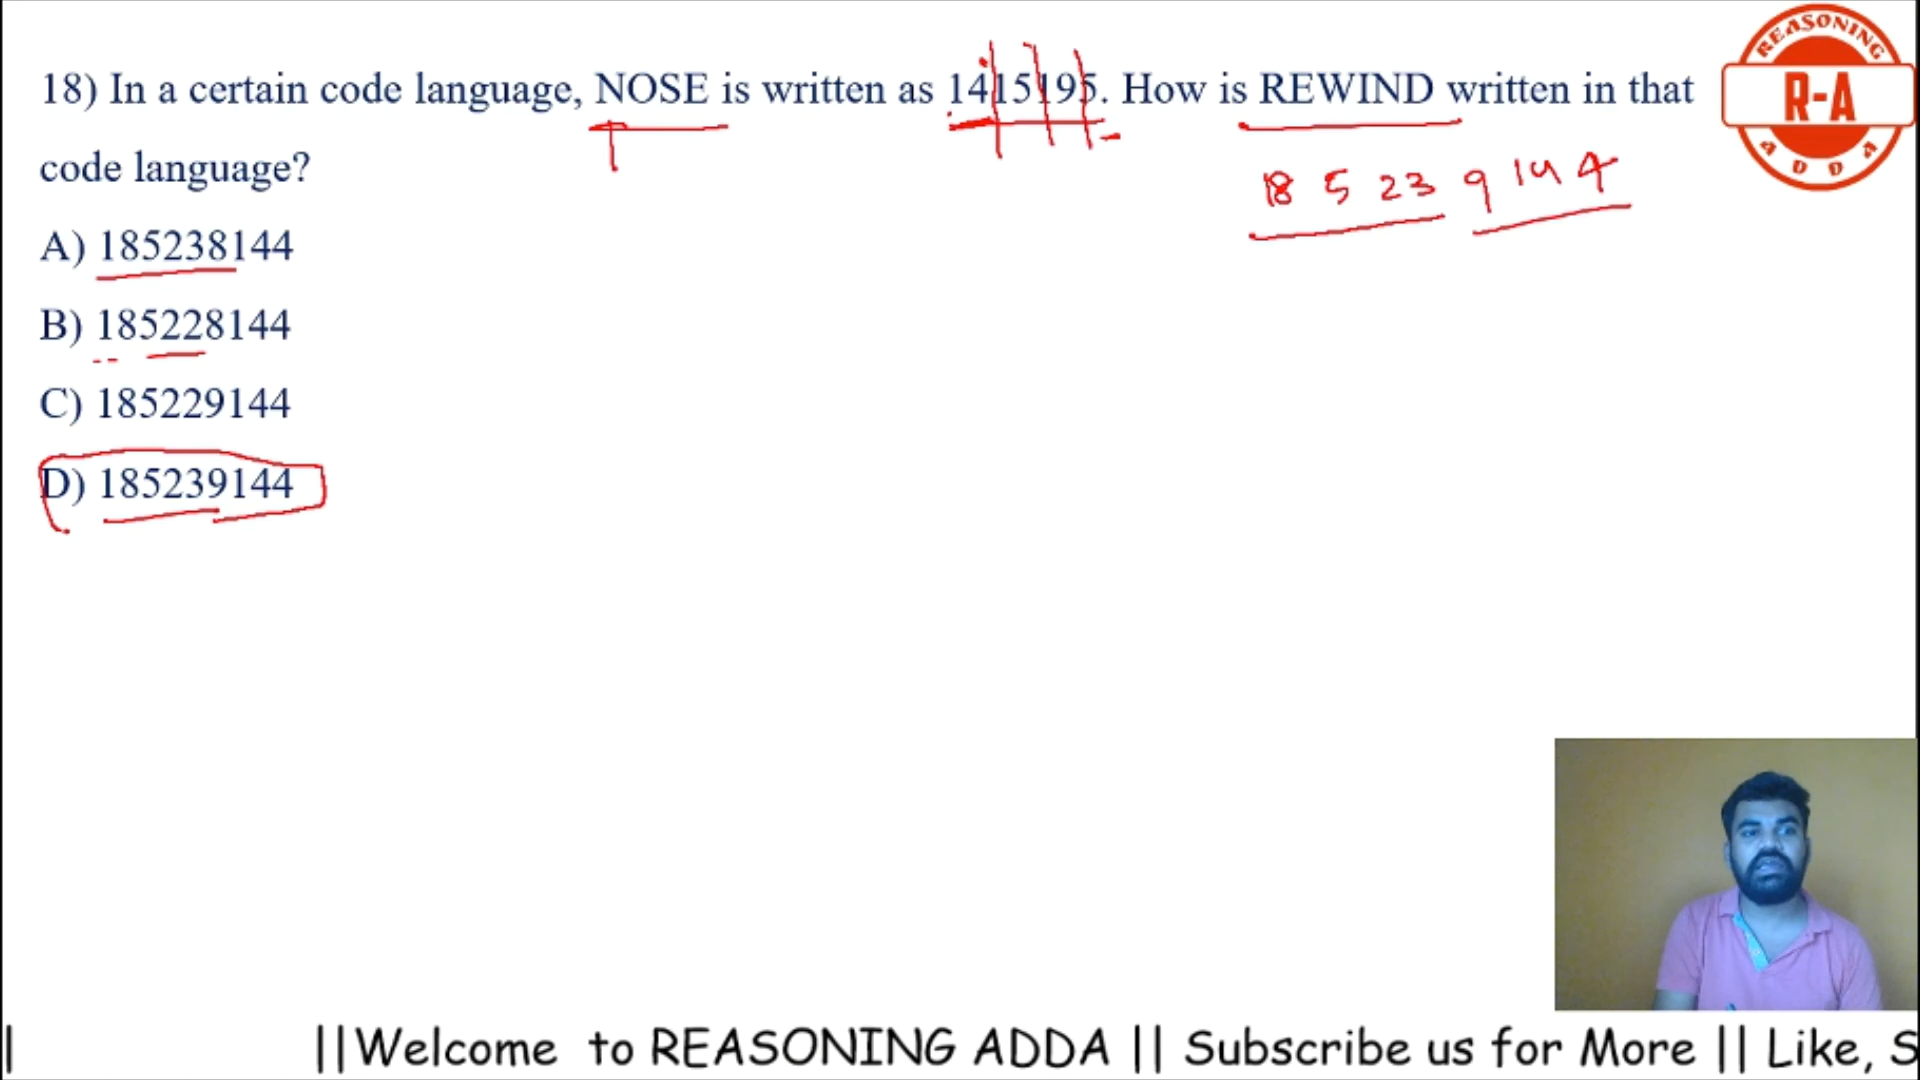 18) In a certain code language, NOSE is written as 1415195. How is REWIND written in that
code language?
18 5 23 9 14 4
A) 185238144
B) 185228144
C) 185229144
D) 185239144
REASONING
R-A
ADDA
| ||Welcome to REASONING ADDA || Subscribe us for More || Like, S